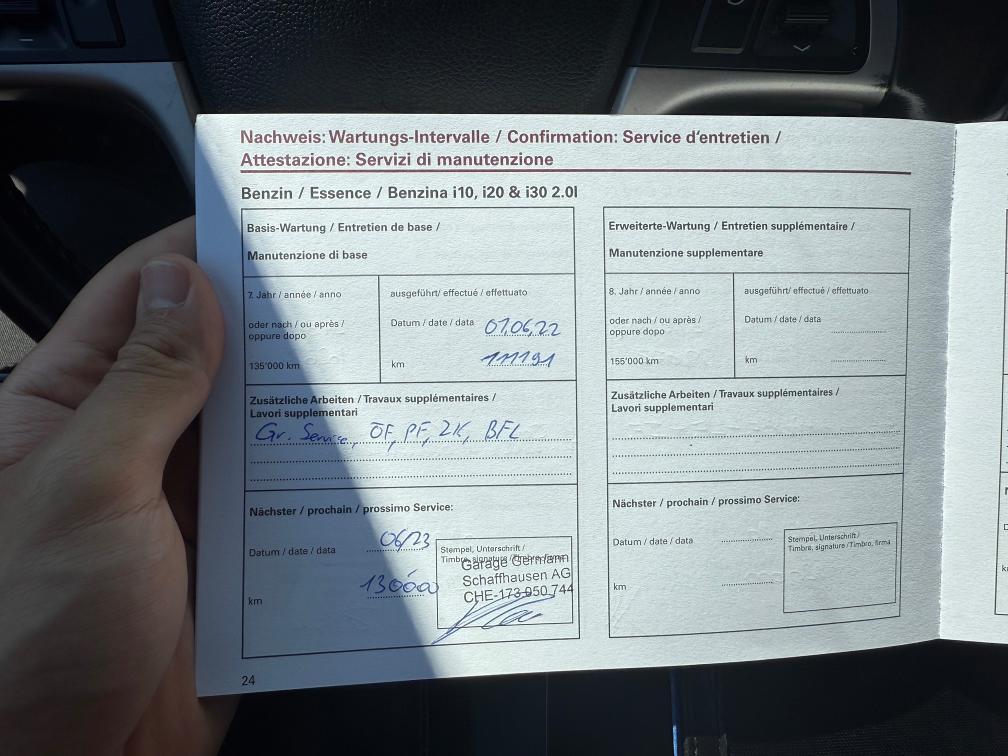 Nachweis: Wartungs-Intervalle / Confirmation: Service d'entretien /
Attestazione: Servizi di manutenzione
Benzin / Essence / Benzina i10, i20 & i30 2.0l
Basis-Wartung / Entretien de base /
Manutenzione di base
7. Jahr / année / anno
oder nach / ou après /
oppure dopo
135'000 km
ausgeführt/ effectué / effettuato
Datum / date / data 07.06.22
km 111191
Zusätzliche Arbeiten / Travaux supplémentaires /
Lavori supplementari
Gr. Service, ÖF, PF, ZK, BFL
Nächster / prochain / prossimo Service:
Datum / date / data 06/23
km 130000
Stempel, Unterschrift /
Timbre, signature /Timbro, firma
Garage Germann
Schaffhausen AG
CHE-173 050 744
Erweiterte-Wartung / Entretien supplémentaire /
Manutenzione supplementare
8. Jahr / année / anno
oder nach / ou après /
oppure dopo
155'000 km
ausgeführt/ effectué / effettuato
Datum / date / data
km
Zusätzliche Arbeiten / Travaux supplémentaires /
Lavori supplementari
Nächster / prochain / prossimo Service:
Datum / date / data
km
Stempel, Unterschrift /
Timbre, signature /Timbro, firma
24